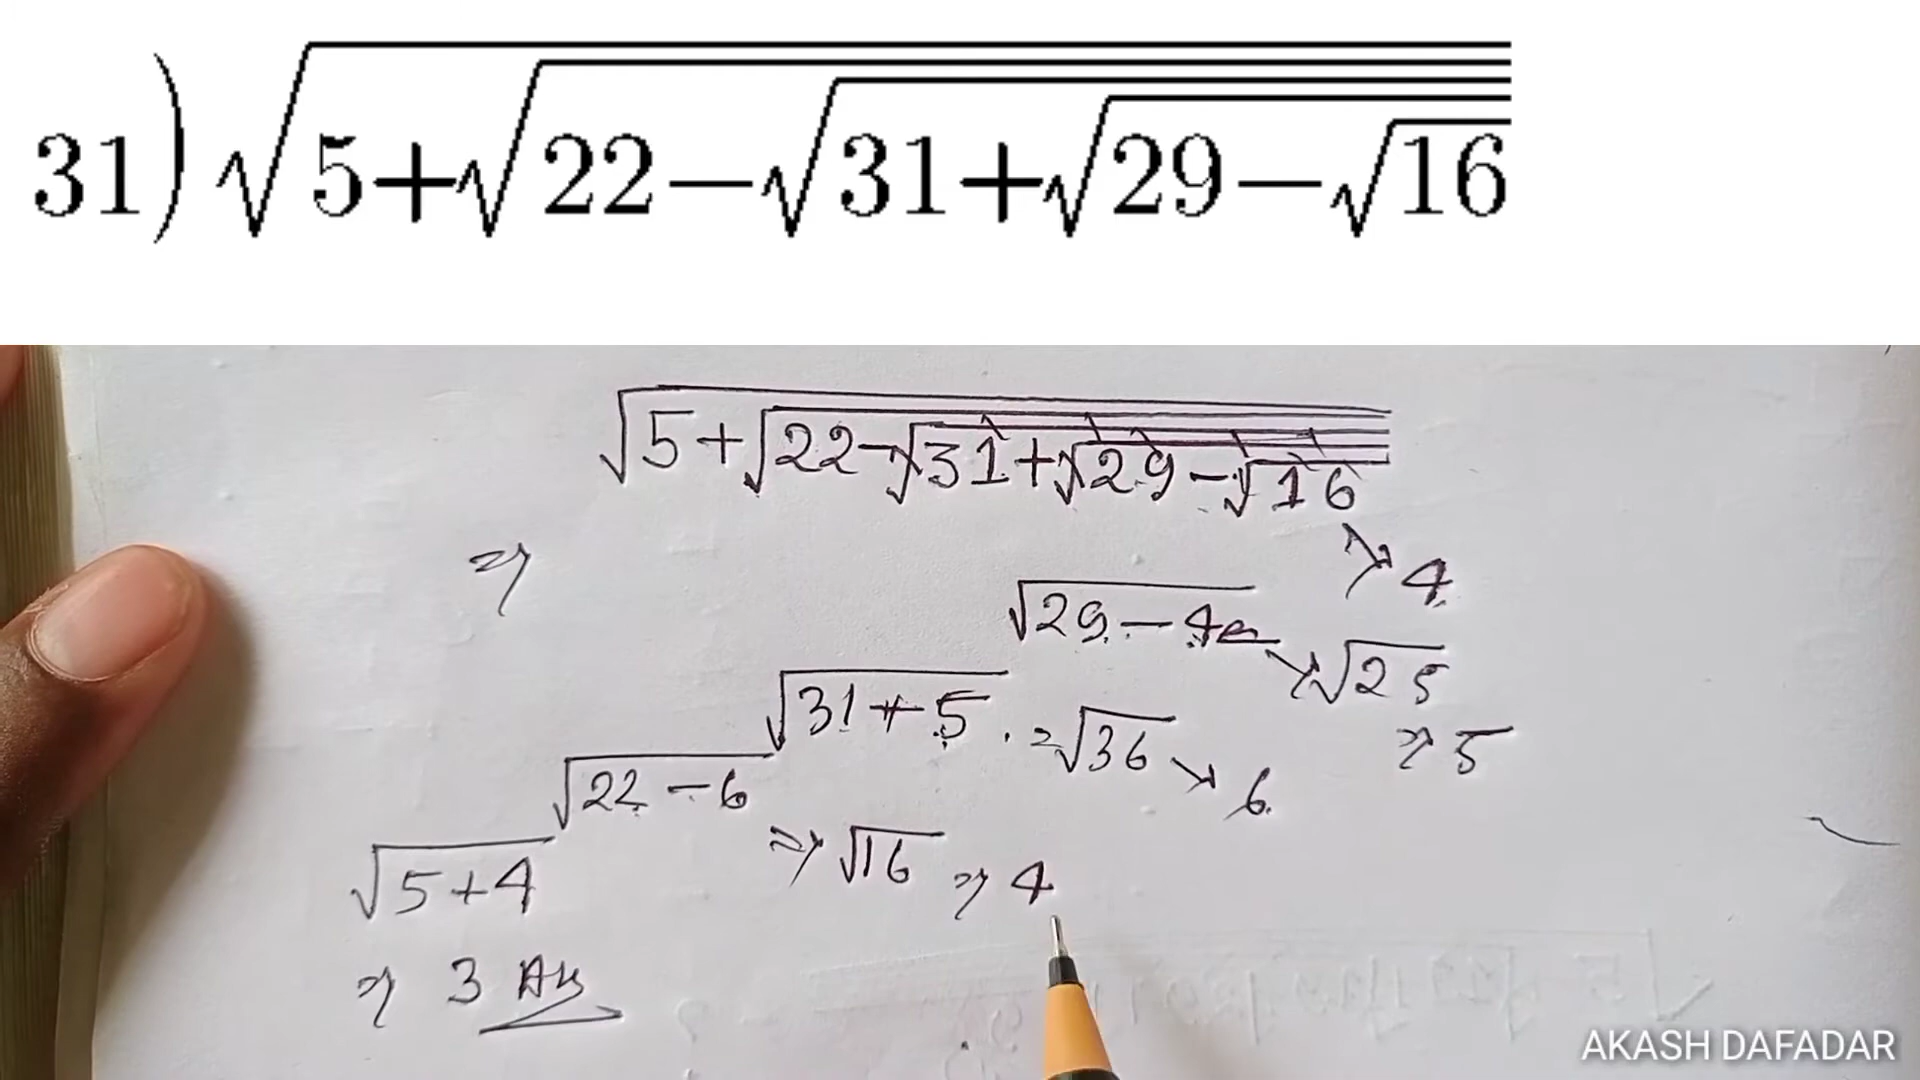 31) √5+√22−√31+√29−√16
√5+√22−√31+√29−√16
⇒ ↘ 4
√29−4 ↘ √25
⇒ 5
√31+5 = √36 ↘ 6
√22−6 ⇒ √16 ⇒ 4
√5+4
⇒ 3 Ans
AKASH DAFADAR